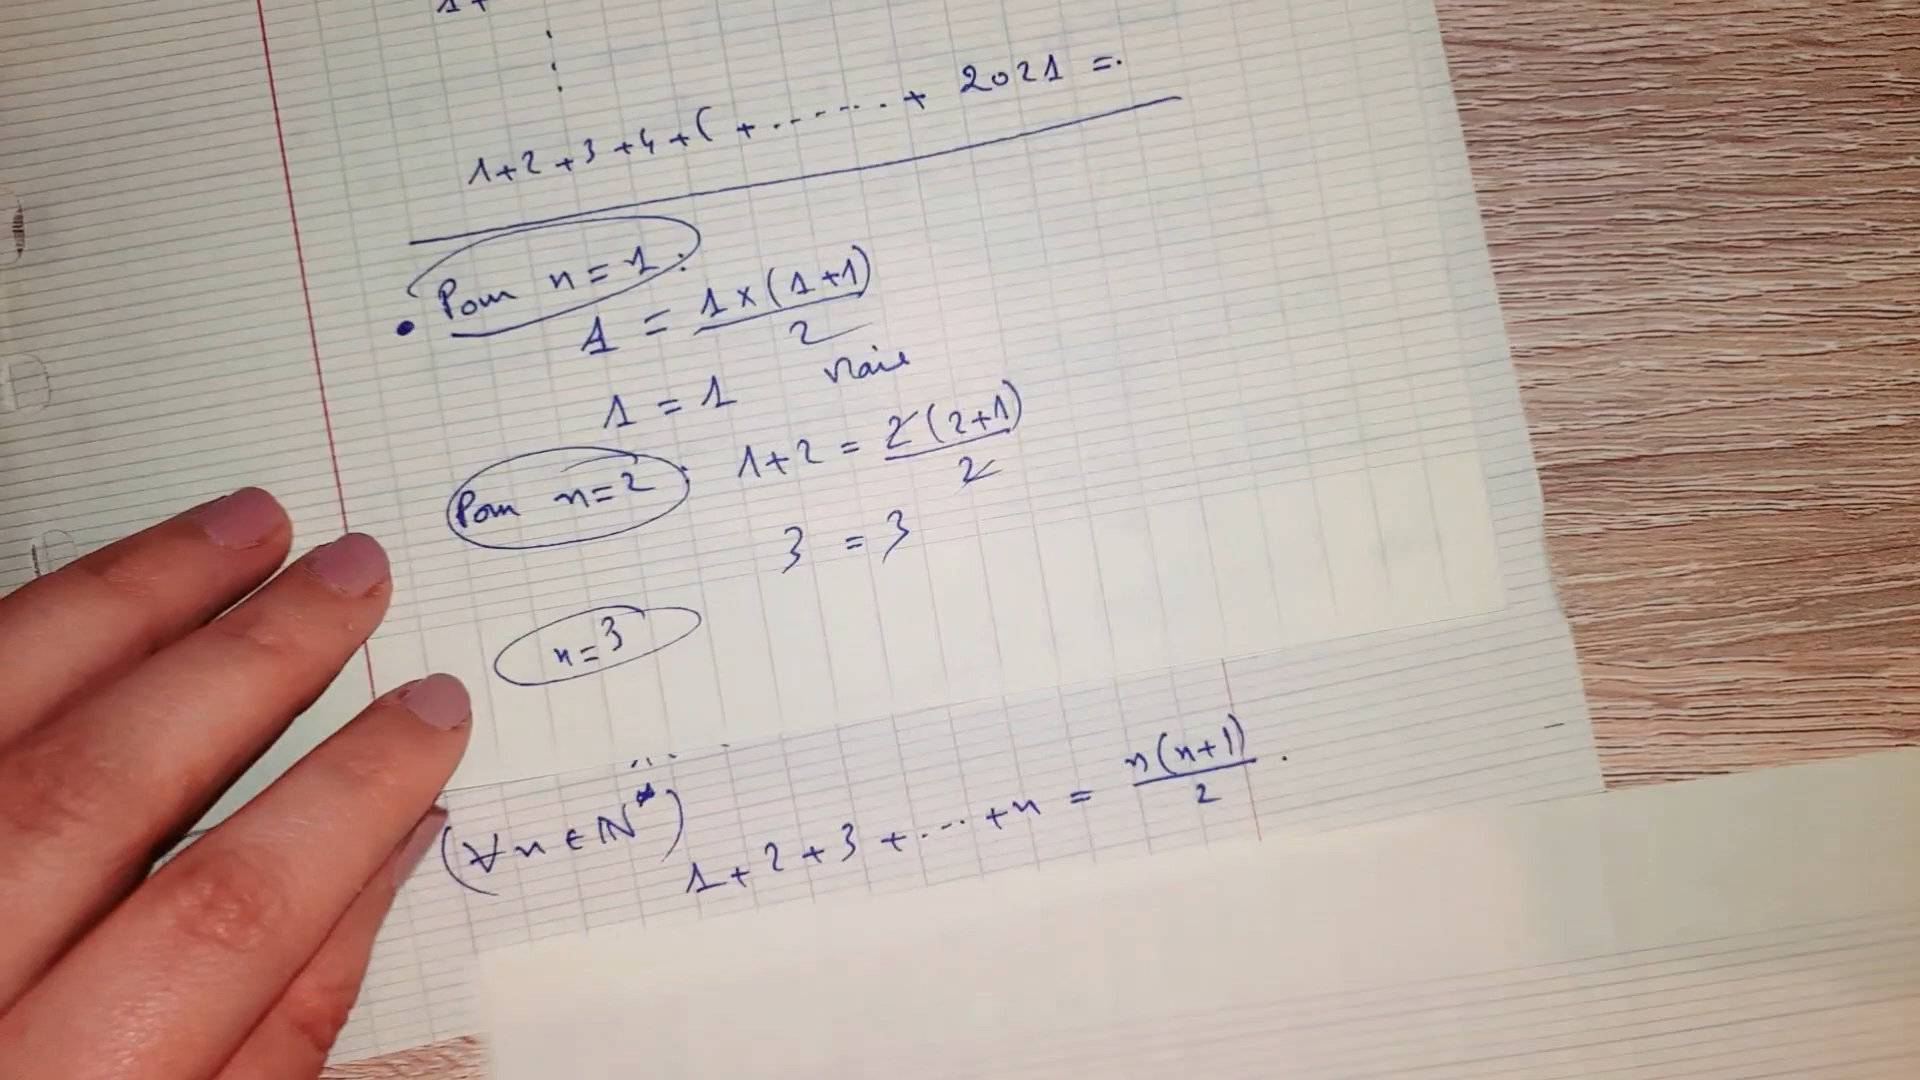 1+
⋮
1+2+3+4+( +.......+ 2021 =.
• Pour n=1.
1 = 1×(1+1)/2
1 = 1 vraie
Pour n=2. 1+2 = 2(2+1)/2
3 = 3
n=3
...
(∀n∈ℕ*)
1+2+3+...+n = n(n+1)/2.